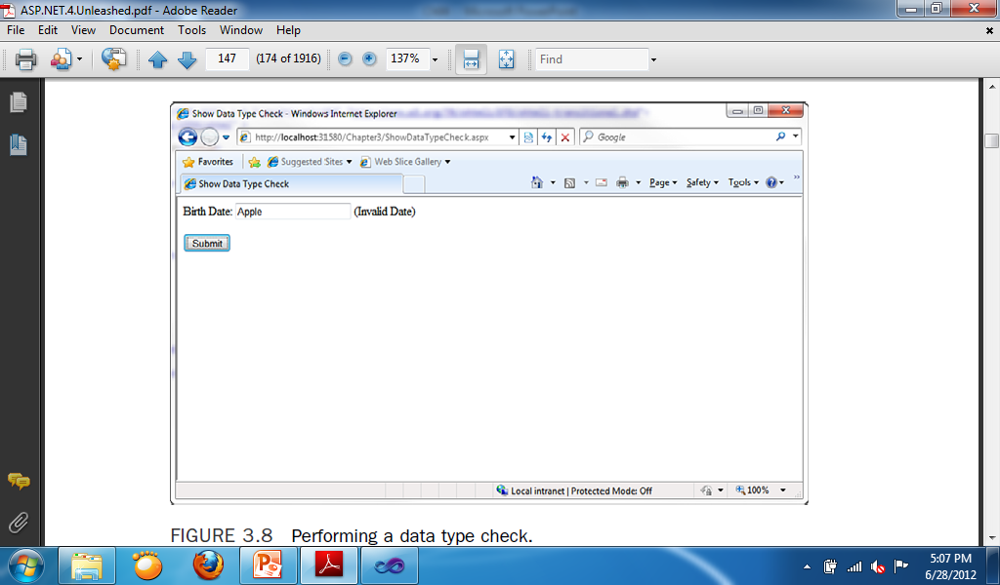 ASP.NET.4.Unleashed.pdf - Adobe Reader
File Edit View Document Tools Window Help
147 (174 of 1916) 137% Find
Show Data Type Check - Windows Internet Explorer
http://localhost:31580/Chapter3/ShowDataTypeCheck.aspx Google
Favorites Suggested Sites Web Slice Gallery
Show Data Type Check Page Safety Tools
Birth Date: Apple (Invalid Date)
Submit
Local intranet | Protected Mode: Off 100%
FIGURE 3.8 Performing a data type check.
5:07 PM
6/28/2012